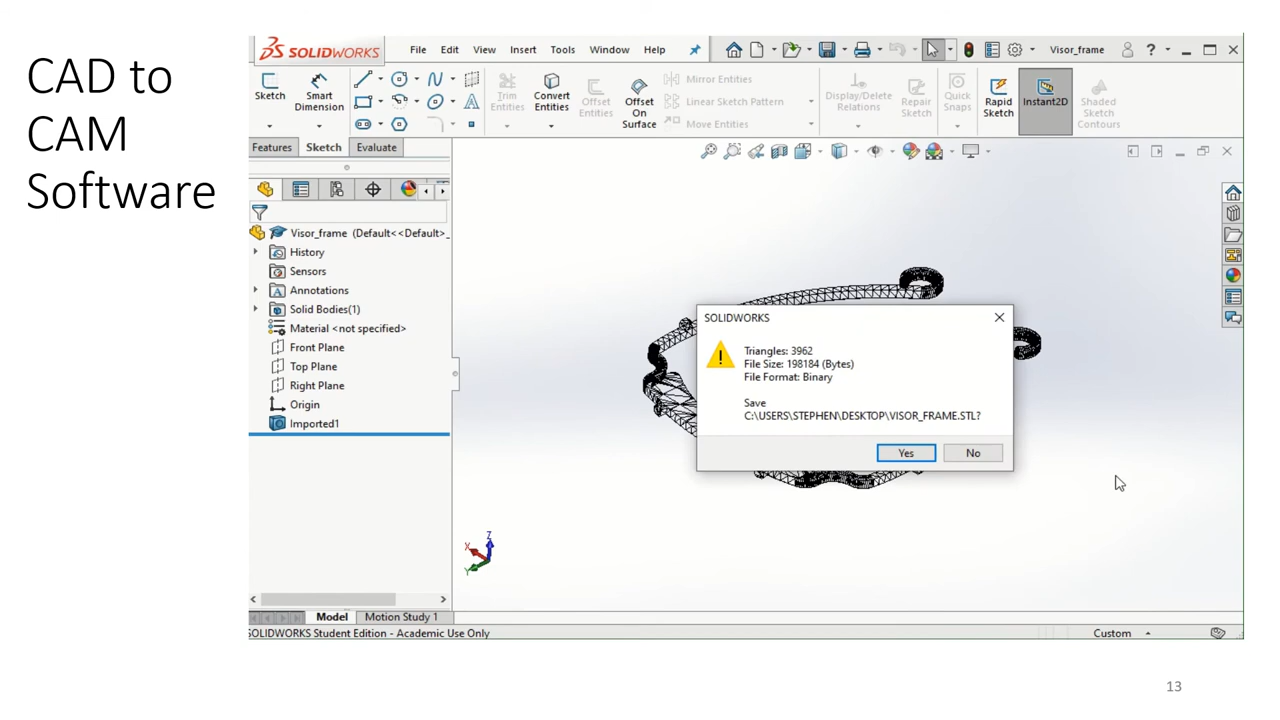 CAD to
CAM
Software
SOLIDWORKS
File Edit View Insert Tools Window Help
Visor_frame
Sketch
Smart
Dimension
Trim
Entities
Convert
Entities
Offset
Entities
Offset
On
Surface
Mirror Entities
Linear Sketch Pattern
Move Entities
Display/Delete
Relations
Repair
Sketch
Quick
Snaps
Rapid
Sketch
Instant2D
Shaded
Sketch
Contours
Features Sketch Evaluate
Visor_frame (Default<<Default>_
History
Sensors
Annotations
Solid Bodies(1)
Material <not specified>
Front Plane
Top Plane
Right Plane
Origin
Imported1
SOLIDWORKS
Triangles: 3962
File Size: 198184 (Bytes)
File Format: Binary
Save
C:\USERS\STEPHEN\DESKTOP\VISOR_FRAME.STL?
Yes No
Z
X
Y
Model Motion Study 1
SOLIDWORKS Student Edition - Academic Use Only
Custom
13